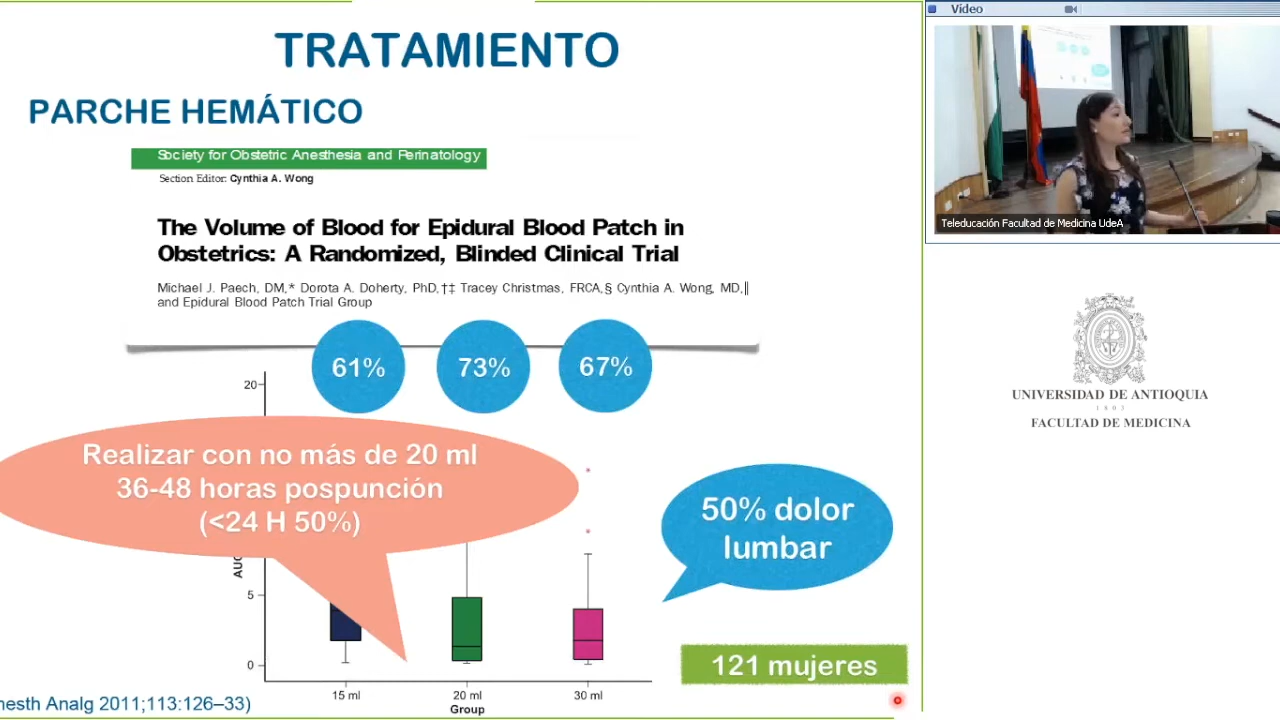 TRATAMIENTO
PARCHE HEMÁTICO
Society for Obstetric Anesthesia and Perinatology
Section Editor: Cynthia A. Wong
The Volume of Blood for Epidural Blood Patch in
Obstetrics: A Randomized, Blinded Clinical Trial
Michael J. Paech, DM,* Dorota A. Doherty, PhD,†‡ Tracey Christmas, FRCA,§ Cynthia A. Wong, MD,‖
and Epidural Blood Patch Trial Group
61%
73%
67%
20
Realizar con no más de 20 ml
36-48 horas pospunción
(<24 H 50%)
50% dolor
lumbar
5
0
15 ml
20 ml
30 ml
Group
121 mujeres
Analg 2011;113:126–33)
Vídeo
Teleducación Facultad de Medicina UdeA
UNIVERSIDAD DE ANTIOQUIA
1803
FACULTAD DE MEDICINA